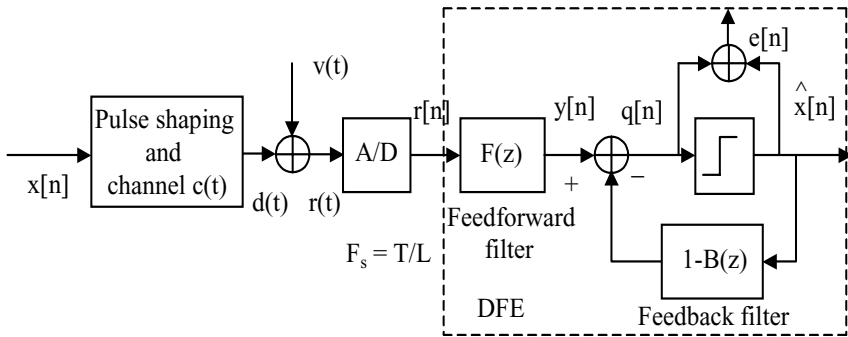 x[n]
Pulse shaping
and
channel c(t)
d(t)
v(t)
r(t)
A/D
F_s = T/L
r[n]
F(z)
Feedforward
filter
y[n]
+
−
q[n]
e[n]
^
x[n]
1-B(z)
Feedback filter
DFE